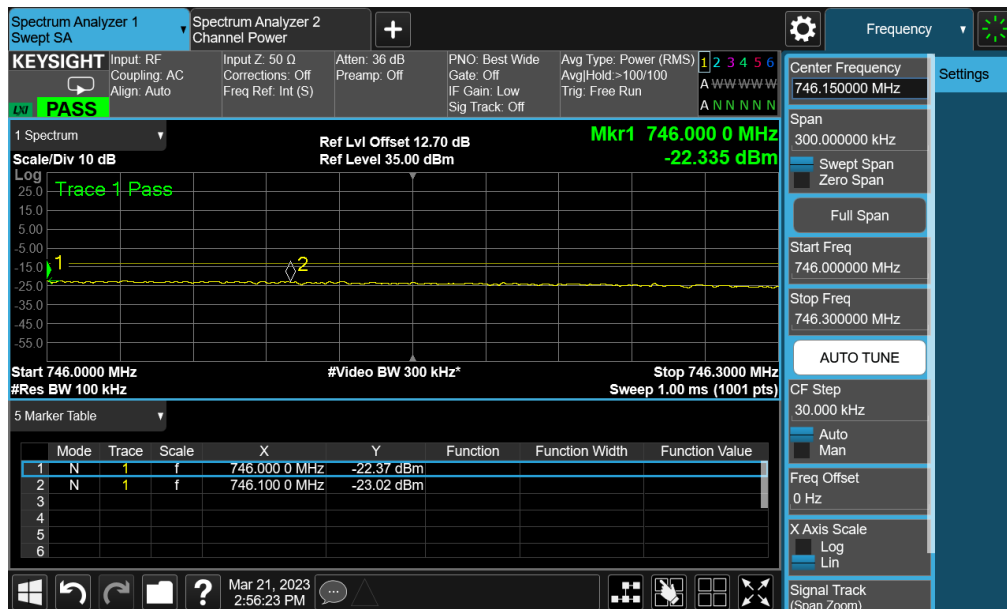 Spectrum Analyzer 1
Swept SA
Spectrum Analyzer 2
Channel Power
+
Frequency
KEYSIGHT
LXI PASS
Input: RF
Coupling: AC
Align: Auto
Input Z: 50 Ω
Corrections: Off
Freq Ref: Int (S)
Atten: 36 dB
Preamp: Off
PNO: Best Wide
Gate: Off
IF Gain: Low
Sig Track: Off
Avg Type: Power (RMS)
Avg|Hold:>100/100
Trig: Free Run
1 2 3 4 5 6
A W W W W W
A N N N N N
1 Spectrum
Scale/Div 10 dB
Ref Lvl Offset 12.70 dB
Ref Level 35.00 dBm
Mkr1 746.000 0 MHz
-22.335 dBm
Log
Trace 1 Pass
25.0
15.0
5.00
-5.00
-15.0
-25.0
-35.0
-45.0
-55.0
1
2
Start 746.0000 MHz
#Video BW 300 kHz*
Stop 746.3000 MHz
#Res BW 100 kHz
Sweep 1.00 ms (1001 pts)
5 Marker Table
Mode Trace Scale X Y Function Function Width Function Value
1 N 1 f 746.000 0 MHz -22.37 dBm
2 N 1 f 746.100 0 MHz -23.02 dBm
3
4
5
6
Center Frequency
746.150000 MHz
Settings
Span
300.000000 kHz
Swept Span
Zero Span
Full Span
Start Freq
746.000000 MHz
Stop Freq
746.300000 MHz
AUTO TUNE
CF Step
30.000 kHz
Auto
Man
Freq Offset
0 Hz
X Axis Scale
Log
Lin
Signal Track
(Span Zoom)
?
Mar 21, 2023
2:56:23 PM